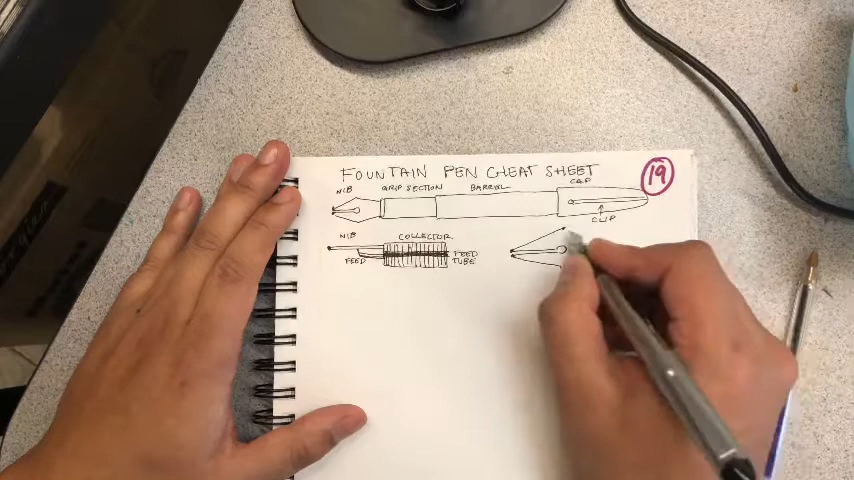 FOUNTAIN PEN CHEAT SHEET
19
NIB
GRIP SECTION
BARREL
CAP
CLIP
NIB
COLLECTOR
FEED
FEED
TUBE